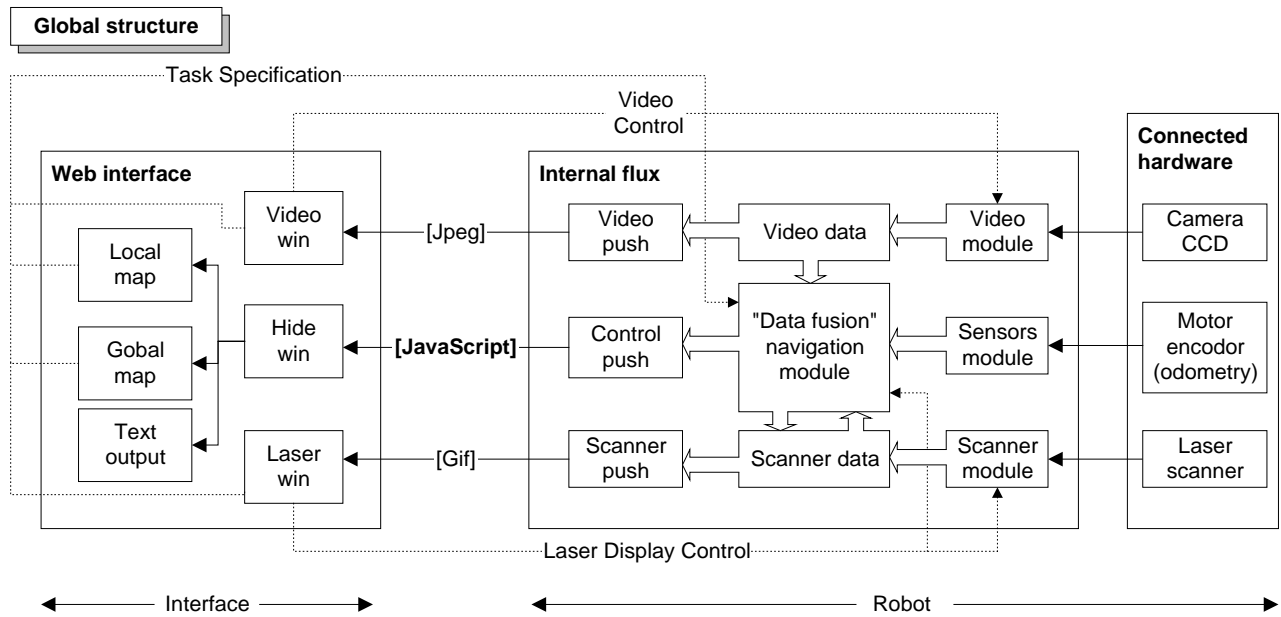 Global structure
Task Specification
Video
Control
Connected
hardware
Web interface
Internal flux
Video
win
[Jpeg]
Video
push
Video data
Video
module
Camera
CCD
Local
map
Hide
win
[JavaScript]
Control
push
"Data fusion"
navigation
module
Sensors
module
Motor
encodor
(odometry)
Gobal
map
Text
output
Laser
win
[Gif]
Scanner
push
Scanner data
Scanner
module
Laser
scanner
Laser Display Control
Interface
Robot